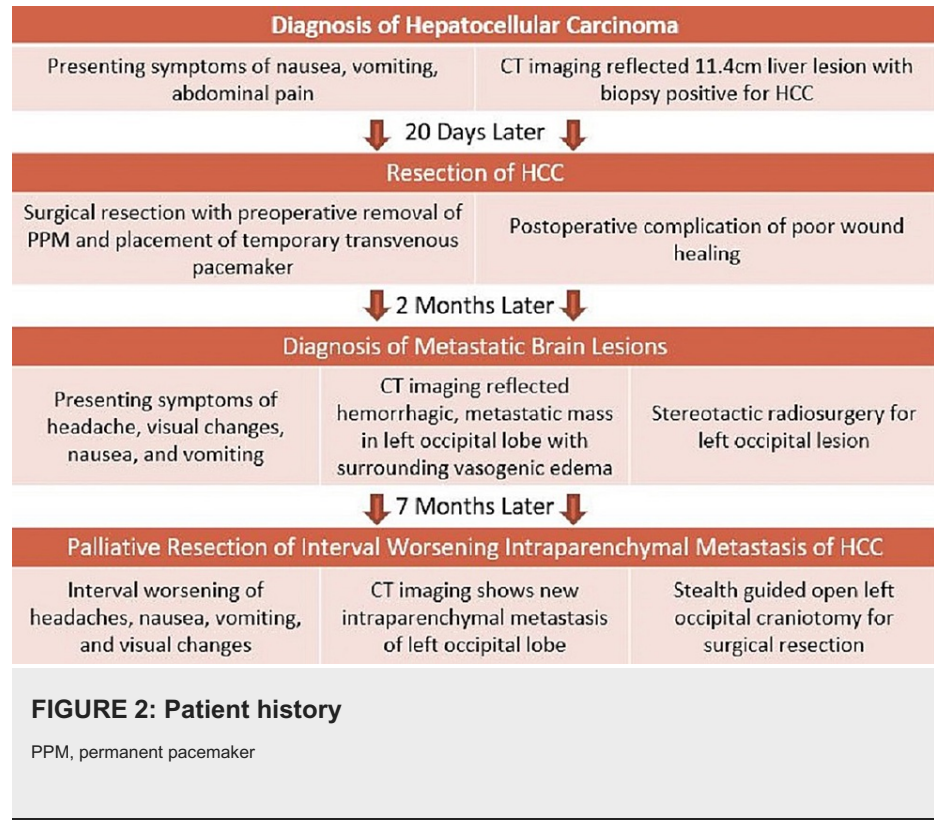 Diagnosis of Hepatocellular Carcinoma
Presenting symptoms of nausea, vomiting,
abdominal pain
CT imaging reflected 11.4cm liver lesion with
biopsy positive for HCC
20 Days Later
Resection of HCC
Surgical resection with preoperative removal of
PPM and placement of temporary transvenous
pacemaker
Postoperative complication of poor wound
healing
2 Months Later
Diagnosis of Metastatic Brain Lesions
Presenting symptoms of
headache, visual changes,
nausea, and vomiting
CT imaging reflected
hemorrhagic, metastatic mass
in left occipital lobe with
surrounding vasogenic edema
Stereotactic radiosurgery for
left occipital lesion
7 Months Later
Palliative Resection of Interval Worsening Intraparenchymal Metastasis of HCC
Interval worsening of
headaches, nausea, vomiting,
and visual changes
CT imaging shows new
intraparenchymal metastasis
of left occipital lobe
Stealth guided open left
occipital craniotomy for
surgical resection
FIGURE 2: Patient history
PPM, permanent pacemaker